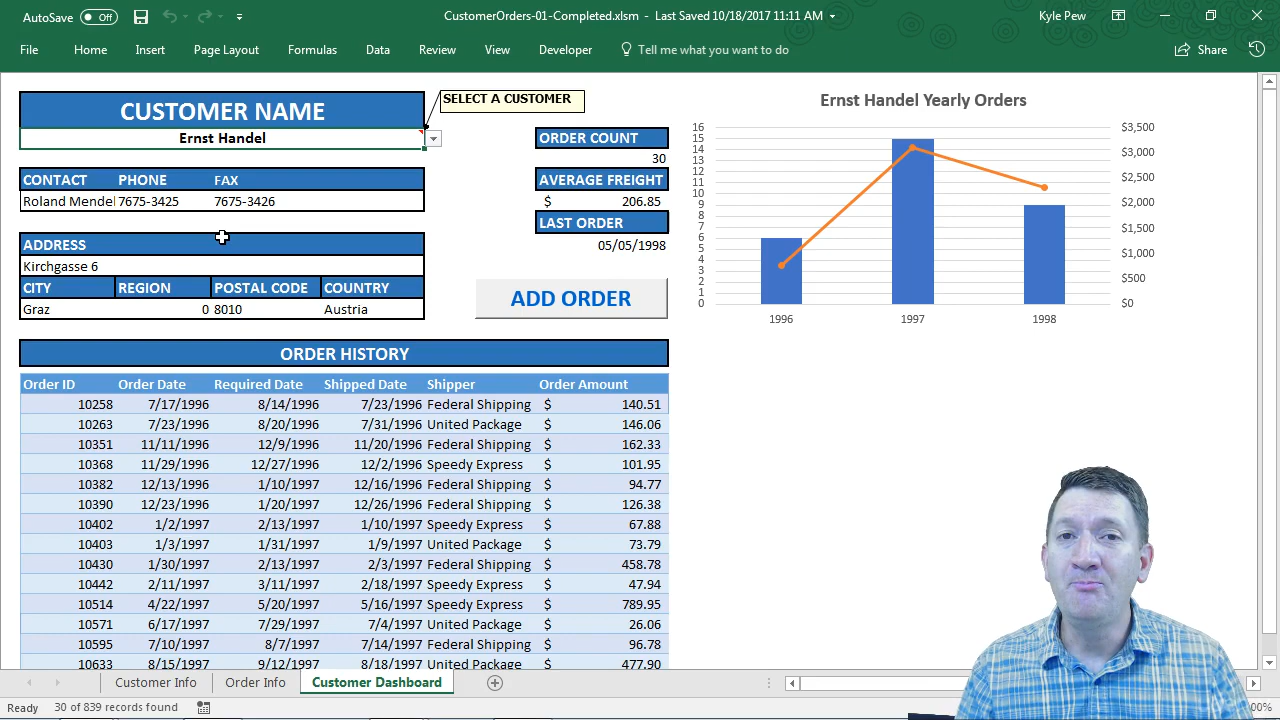 AutoSave Off
CustomerOrders-01-Completed.xlsm - Last Saved 10/18/2017 11:11 AM
Kyle Pew
File Home Insert Page Layout Formulas Data Review View Developer Tell me what you want to do Share
CUSTOMER NAME
Ernst Handel
SELECT A CUSTOMER
CONTACT PHONE FAX
Roland Mendel 7675-3425 7675-3426
ADDRESS
Kirchgasse 6
CITY REGION POSTAL CODE COUNTRY
Graz 0 8010 Austria
ORDER COUNT
30
AVERAGE FREIGHT
$ 206.85
LAST ORDER
05/05/1998
ADD ORDER
Ernst Handel Yearly Orders
16
15
14
13
12
11
10
9
8
7
6
5
4
3
2
1
0
$3,500
$3,000
$2,500
$2,000
$1,500
$1,000
$500
$0
1996 1997 1998
ORDER HISTORY
Order ID Order Date Required Date Shipped Date Shipper Order Amount
10258 7/17/1996 8/14/1996 7/23/1996 Federal Shipping $ 140.51
10263 7/23/1996 8/20/1996 7/31/1996 United Package $ 146.06
10351 11/11/1996 12/9/1996 11/20/1996 Federal Shipping $ 162.33
10368 11/29/1996 12/27/1996 12/2/1996 Speedy Express $ 101.95
10382 12/13/1996 1/10/1997 12/16/1996 Federal Shipping $ 94.77
10390 12/23/1996 1/20/1997 12/26/1996 Federal Shipping $ 126.38
10402 1/2/1997 2/13/1997 1/10/1997 Speedy Express $ 67.88
10403 1/3/1997 1/31/1997 1/9/1997 United Package $ 73.79
10430 1/30/1997 2/13/1997 2/3/1997 Federal Shipping $ 458.78
10442 2/11/1997 3/11/1997 2/18/1997 Speedy Express $ 47.94
10514 4/22/1997 5/20/1997 5/16/1997 Speedy Express $ 789.95
10571 6/17/1997 7/29/1997 7/4/1997 United Package $ 26.06
10595 7/10/1997 8/7/1997 7/14/1997 Federal Shipping $ 96.78
10633 8/15/1997 9/12/1997 8/18/1997 United Package $ 477.90
Customer Info Order Info Customer Dashboard
Ready 30 of 839 records found